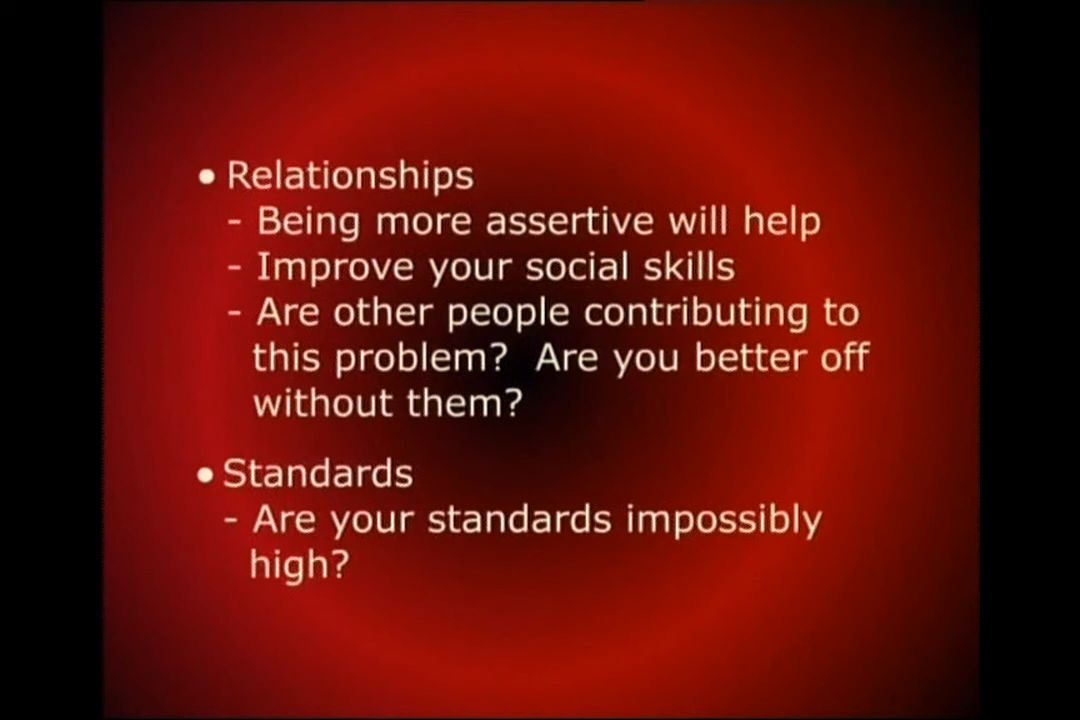 • Relationships
- Being more assertive will help
- Improve your social skills
- Are other people contributing to
this problem?  Are you better off
without them?
• Standards
- Are your standards impossibly
high?